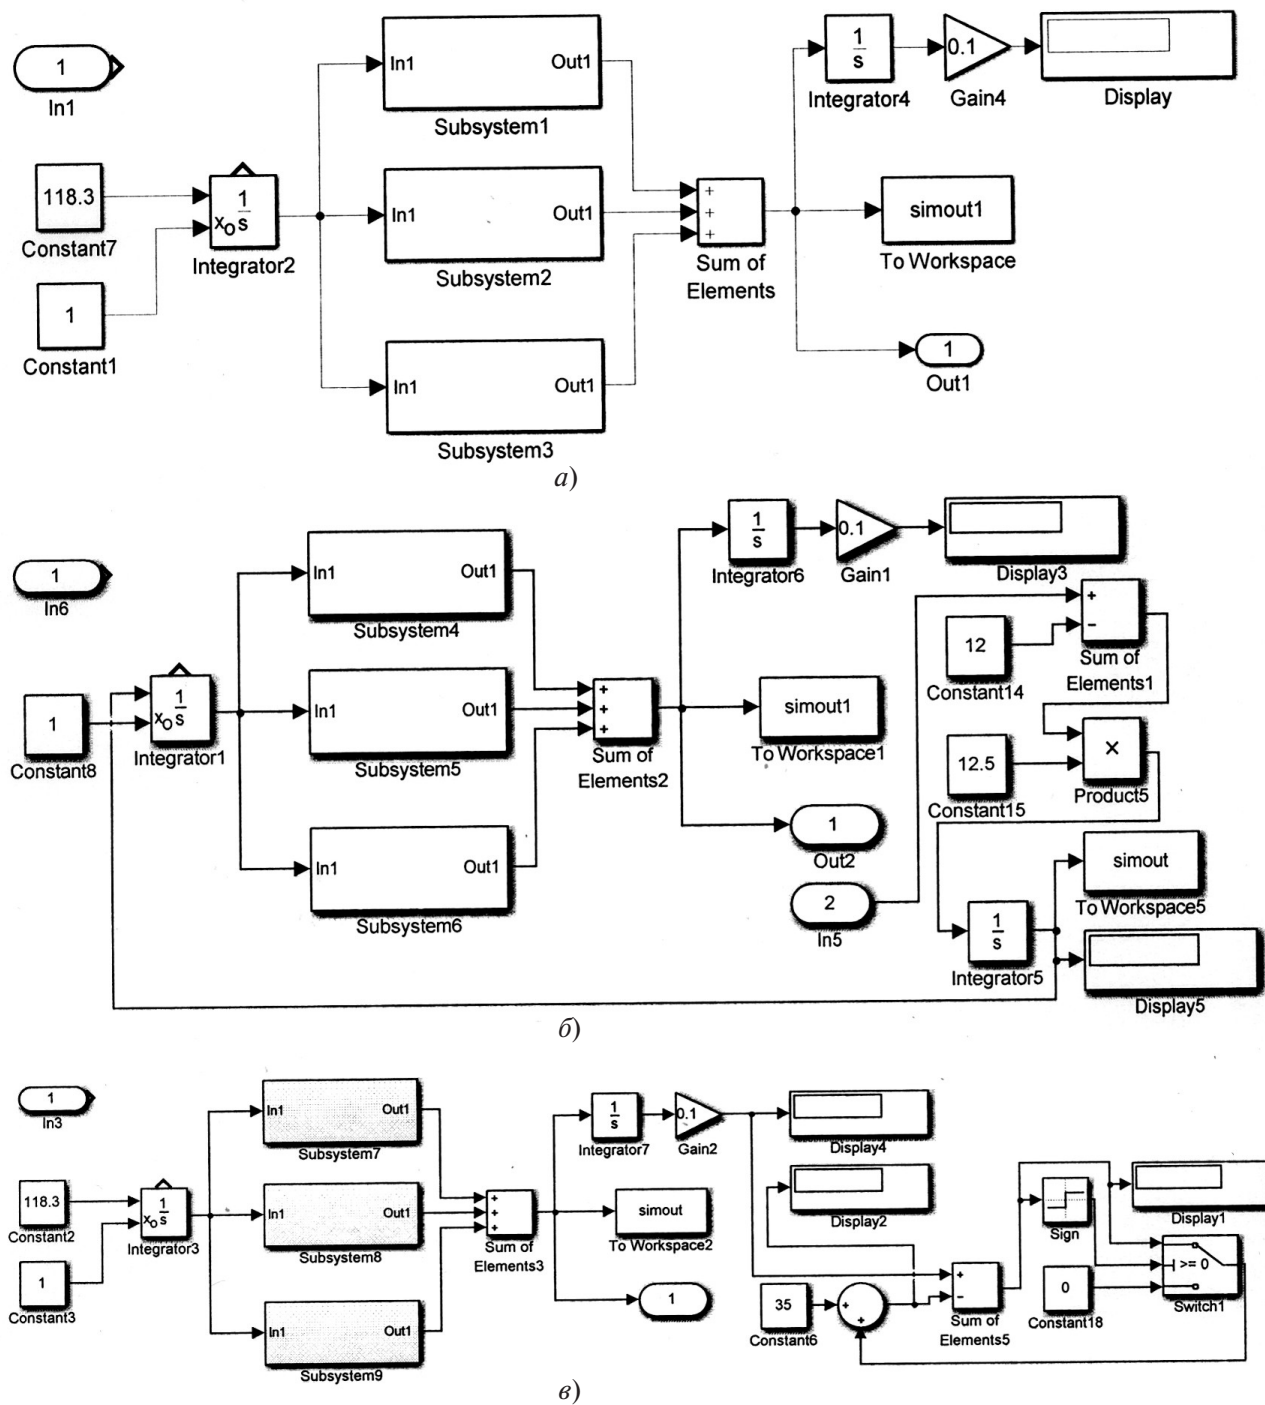 1
In1
118.3
Constant7
1
Constant1
1
s
xo
Integrator2
In1
Out1
Subsystem1
In1
Out1
Subsystem2
In1
Out1
Subsystem3
+
+
+
Sum of
Elements
1
s
Integrator4
0.1
Gain4
Display
simout1
To Workspace
1
Out1
а)
1
In6
1
Constant8
1
s
xo
Integrator1
In1
Out1
Subsystem4
In1
Out1
Subsystem5
In1
Out1
Subsystem6
+
+
+
Sum of
Elements2
1
s
Integrator6
0.1
Gain1
Display3
simout1
To Workspace1
1
Out2
2
In5
12
Constant14
+
−
Sum of
Elements1
12.5
Constant15
×
Product5
1
s
Integrator5
simout
To Workspace5
Display5
б)
1
In3
118.3
Constant2
1
Constant3
1
s
xo
Integrator3
In1
Out1
Subsystem7
In1
Out1
Subsystem8
In1
Out1
Subsystem9
+
+
+
Sum of
Elements3
1
s
Integrator7
0.1
Gain2
Display4
simout
To Workspace2
Display2
1
35
Constant6
+
+
+
−
Sum of
Elements5
Sign
0
Constant18
Display1
>= 0
Switch1
в)